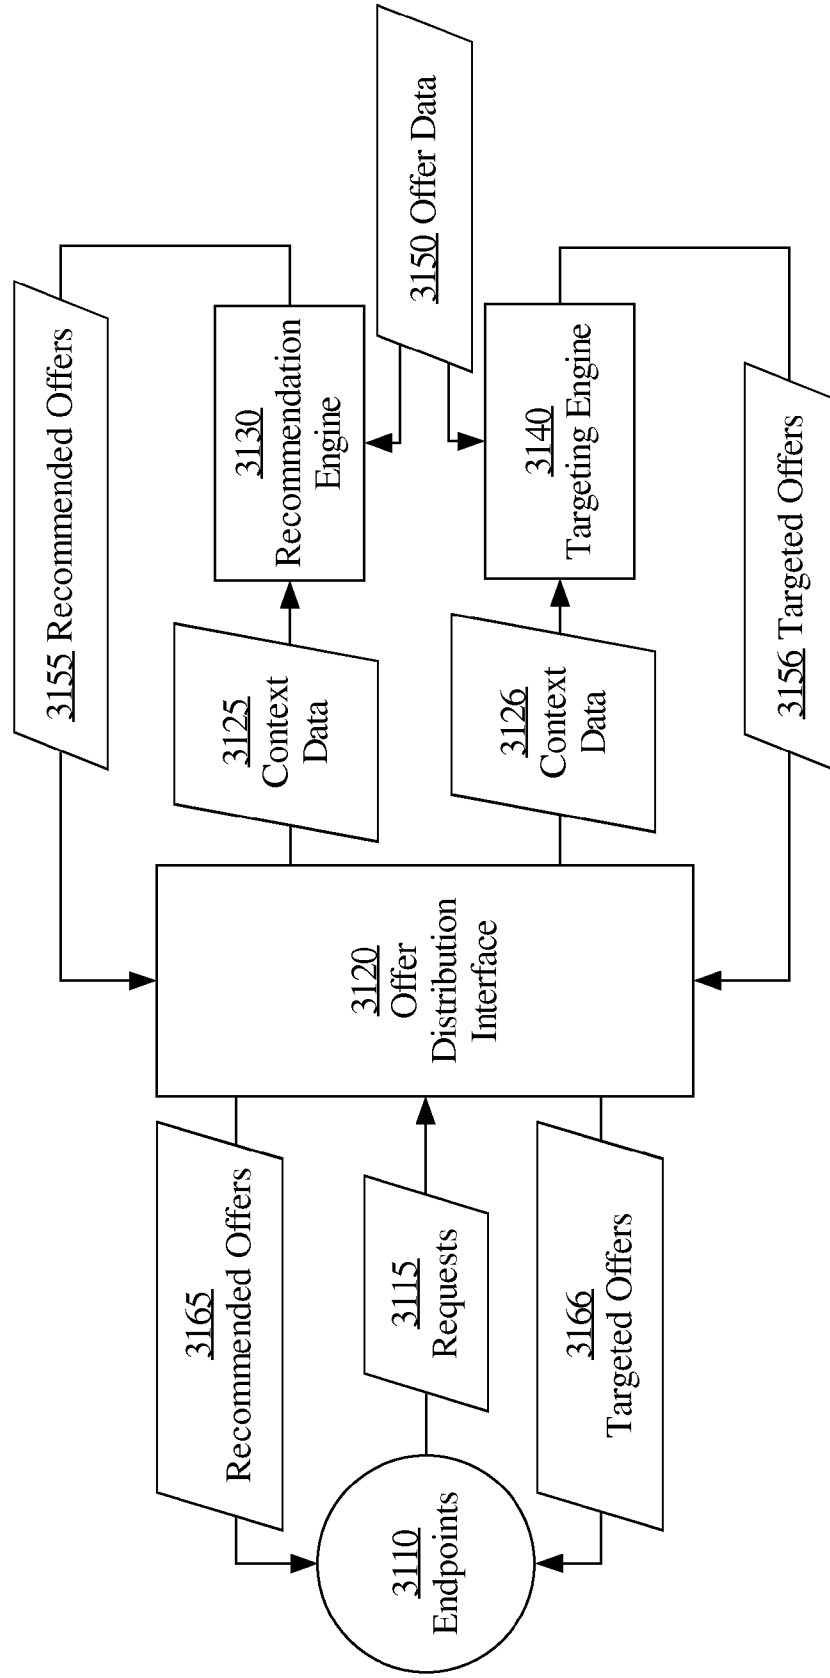 3155 Recommended Offers
3165
Recommended Offers
3125
Context
Data
3130
Recommendation
Engine
3110
Endpoints
3115
Requests
3120
Offer
Distribution
Interface
3150 Offer Data
3166
Targeted Offers
3126
Context
Data
3140
Targeting Engine
3156 Targeted Offers